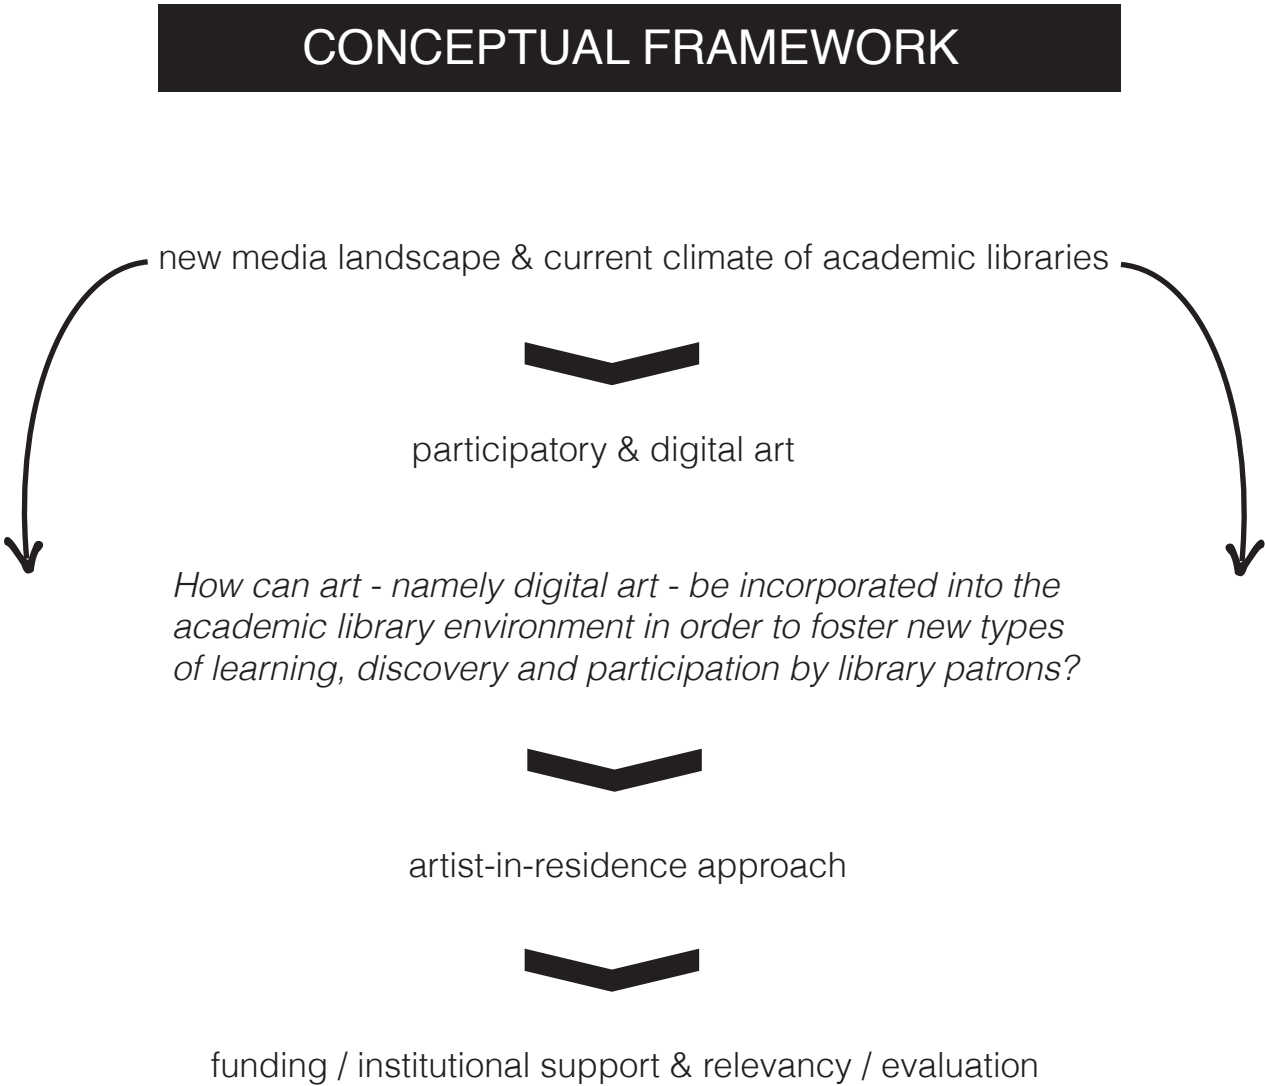 CONCEPTUAL FRAMEWORK
new media landscape & current climate of academic libraries
participatory & digital art
How can art - namely digital art - be incorporated into the
academic library environment in order to foster new types
of learning, discovery and participation by library patrons?
artist-in-residence approach
funding / institutional support & relevancy / evaluation